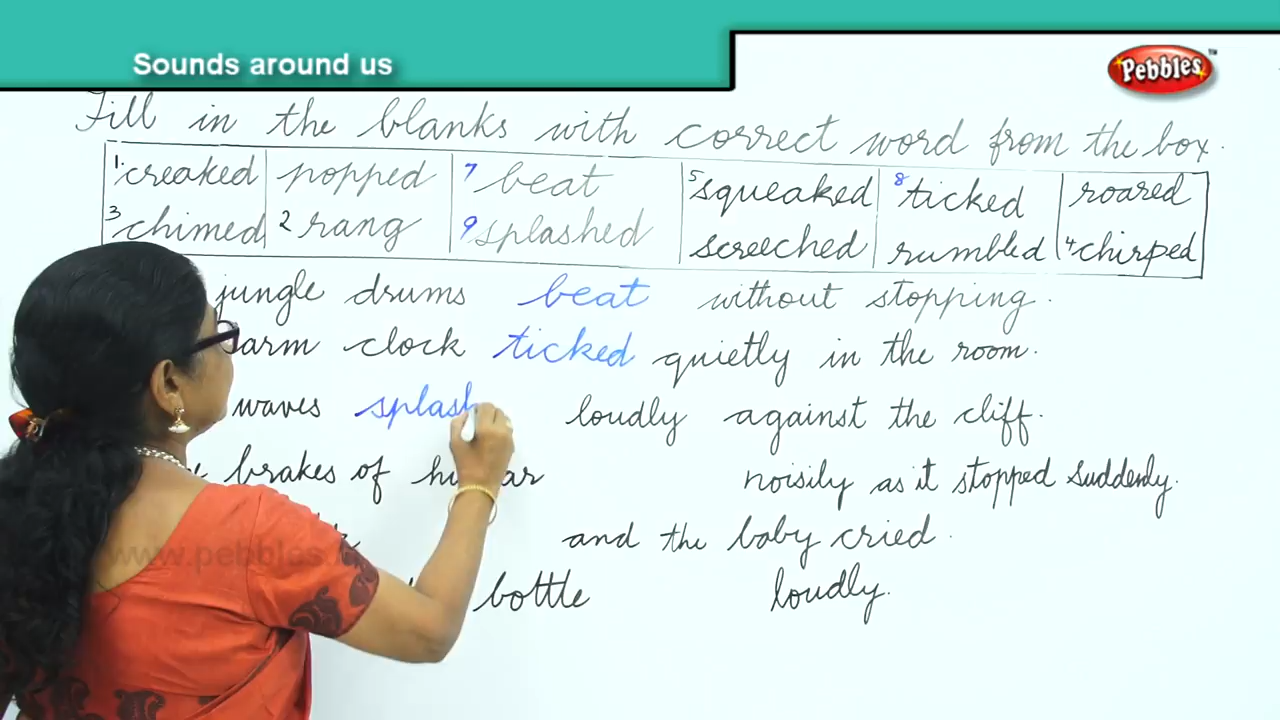 Sounds around us
Pebbles™
Fill in the blanks with correct word from the box.
1. creaked popped 7 beat 5 squeaked 8 ticked roared
3 chimed 2 rang 9 splashed screeched rumbled 4 chirped
jungle drums beat without stopping.
clock ticked quietly in the room.
waves splash loudly against the cliff.
brakes of noisily as it stopped suddenly.
and the baby cried.
bottle loudly.
www.pebbles